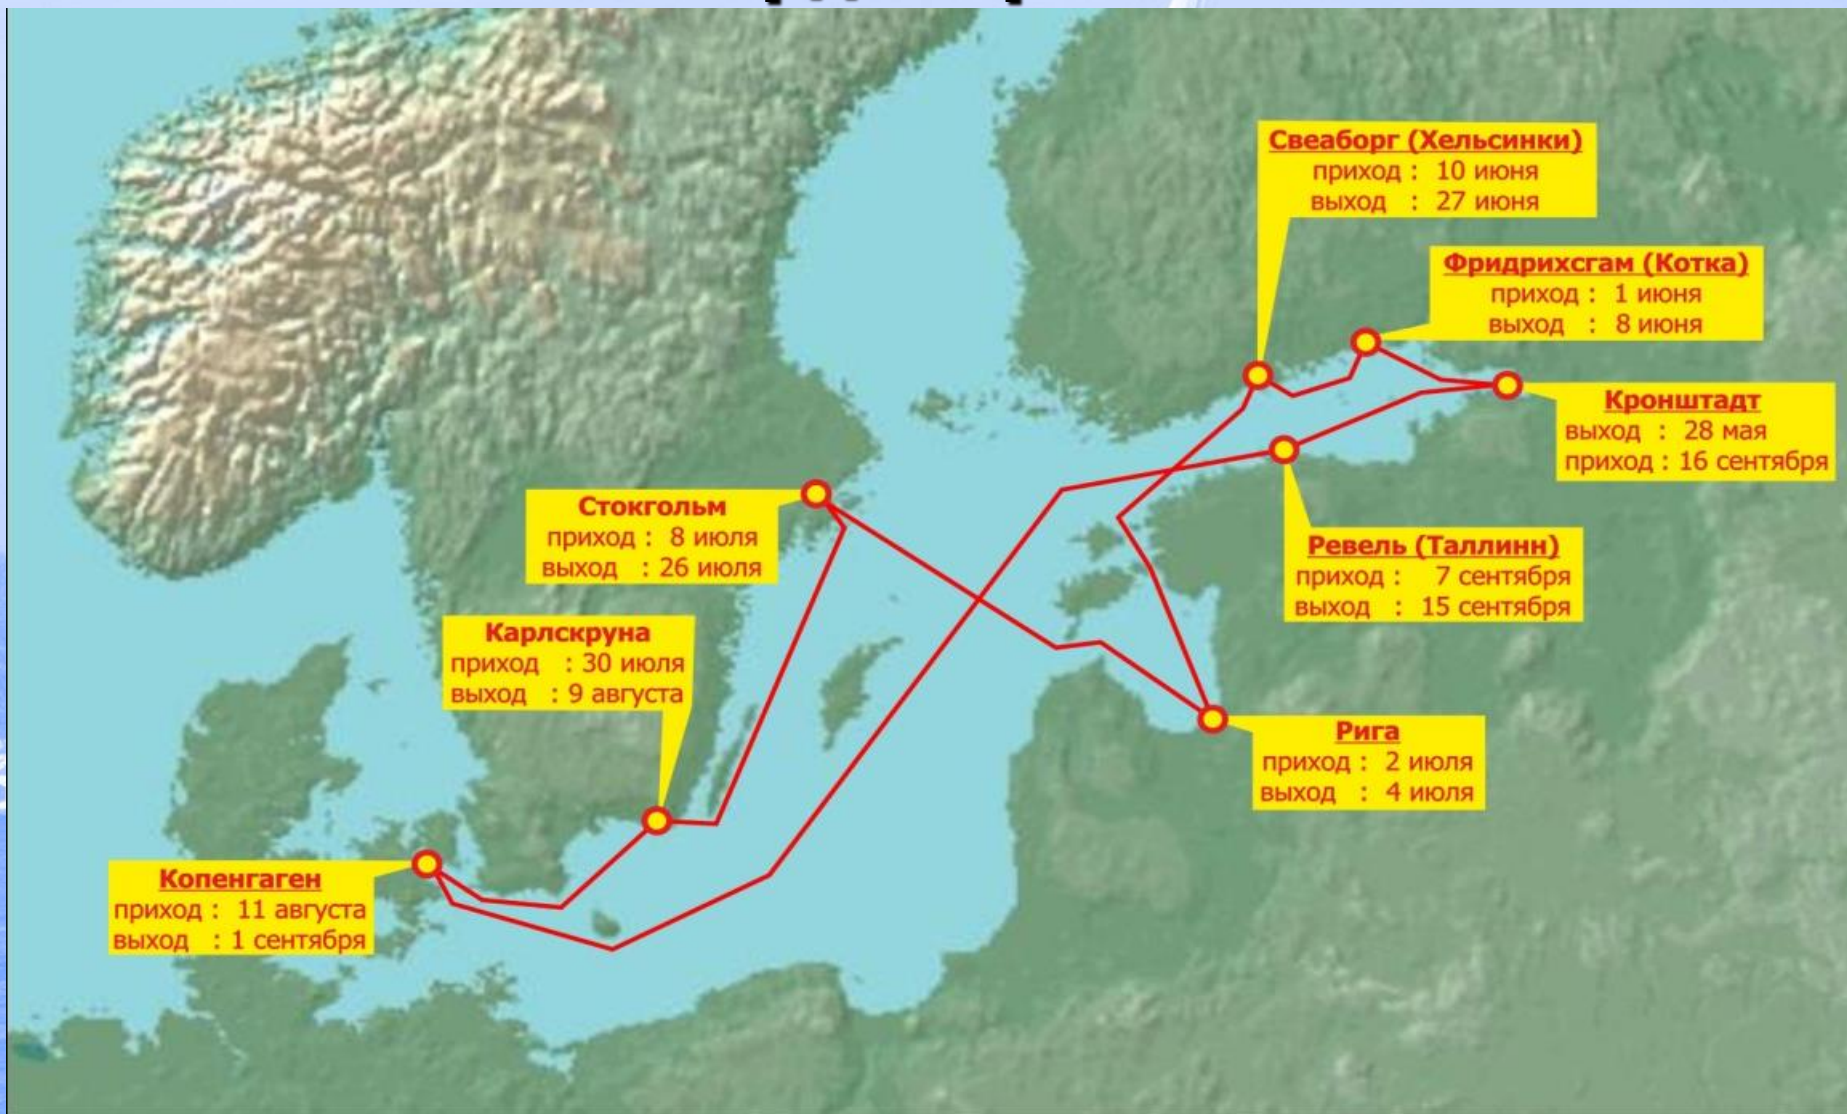 Свеаборг (Хельсинки)
приход : 10 июня
выход : 27 июня
Фридрихсгам (Котка)
приход : 1 июня
выход : 8 июня
Кронштадт
выход : 28 мая
приход : 16 сентября
Стокгольм
приход : 8 июля
выход : 26 июля
Ревель (Таллинн)
приход : 7 сентября
выход : 15 сентября
Карлскруна
приход : 30 июля
выход : 9 августа
Рига
приход : 2 июля
выход : 4 июля
Копенгаген
приход : 11 августа
выход : 1 сентября